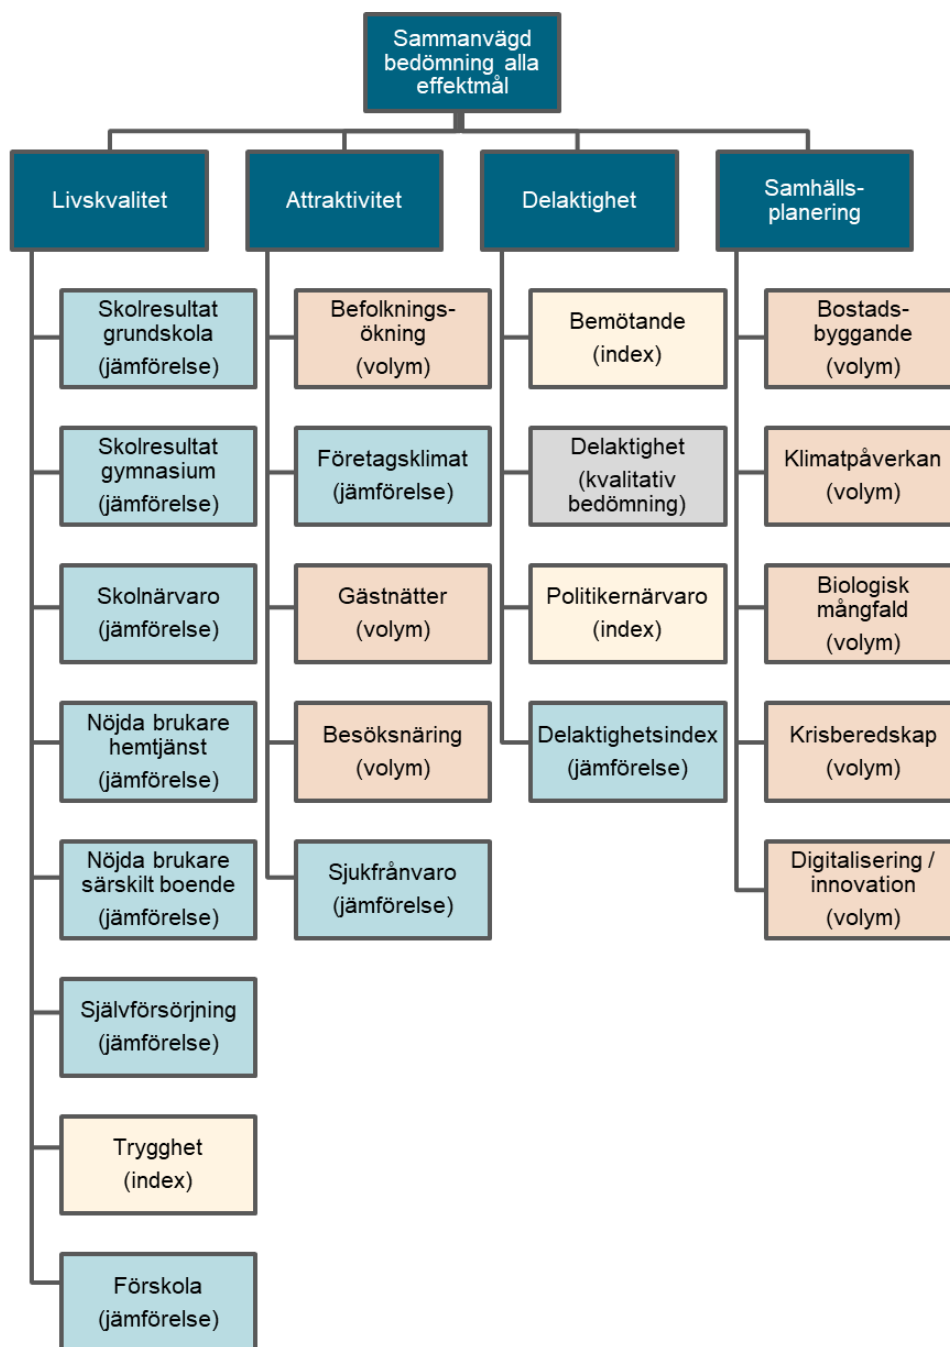 Sammanvägd
bedömning alla
effektmål
Livskvalitet
Attraktivitet
Delaktighet
Samhälls-
planering
Skolresultat
grundskola
(jämförelse)
Skolresultat
gymnasium
(jämförelse)
Skolnärvaro
(jämförelse)
Nöjda brukare
hemtjänst
(jämförelse)
Nöjda brukare
särskilt boende
(jämförelse)
Självförsörjning
(jämförelse)
Trygghet
(index)
Förskola
(jämförelse)
Befolknings-
ökning
(volym)
Företagsklimat
(jämförelse)
Gästnätter
(volym)
Besöksnäring
(volym)
Sjukfrånvaro
(jämförelse)
Bemötande
(index)
Delaktighet
(kvalitativ
bedömning)
Politikernärvaro
(index)
Delaktighetsindex
(jämförelse)
Bostads-
byggande
(volym)
Klimatpåverkan
(volym)
Biologisk
mångfald
(volym)
Krisberedskap
(volym)
Digitalisering /
innovation
(volym)